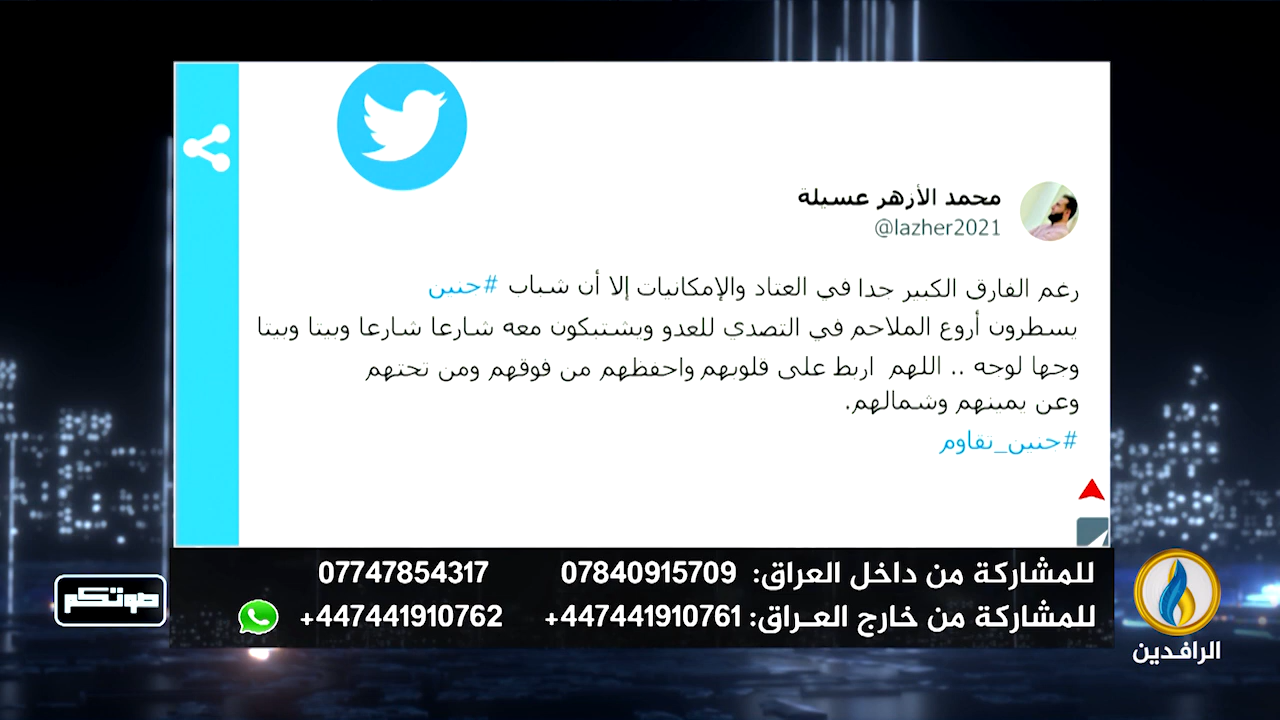 محمد الأزهر عسيلة
@lazher2021
رغم الفارق الكبير جدا في العتاد والإمكانيات إلا أن شباب #جنين
يسطرون أروع الملاحم في التصدي للعدو ويشتبكون معه شارعا شارعا وبيتا وبيتا
وجها لوجه .. اللهم اربط على قلوبهم واحفظهم من فوقهم ومن تحتهم
وعن يمينهم وشمالهم.
#جنين_تقاوم
للمشاركة من داخل العراق: 07840915709 07747854317
للمشاركة من خارج العـراق: +447441910761 +447441910762
صوتكم
الرافدين